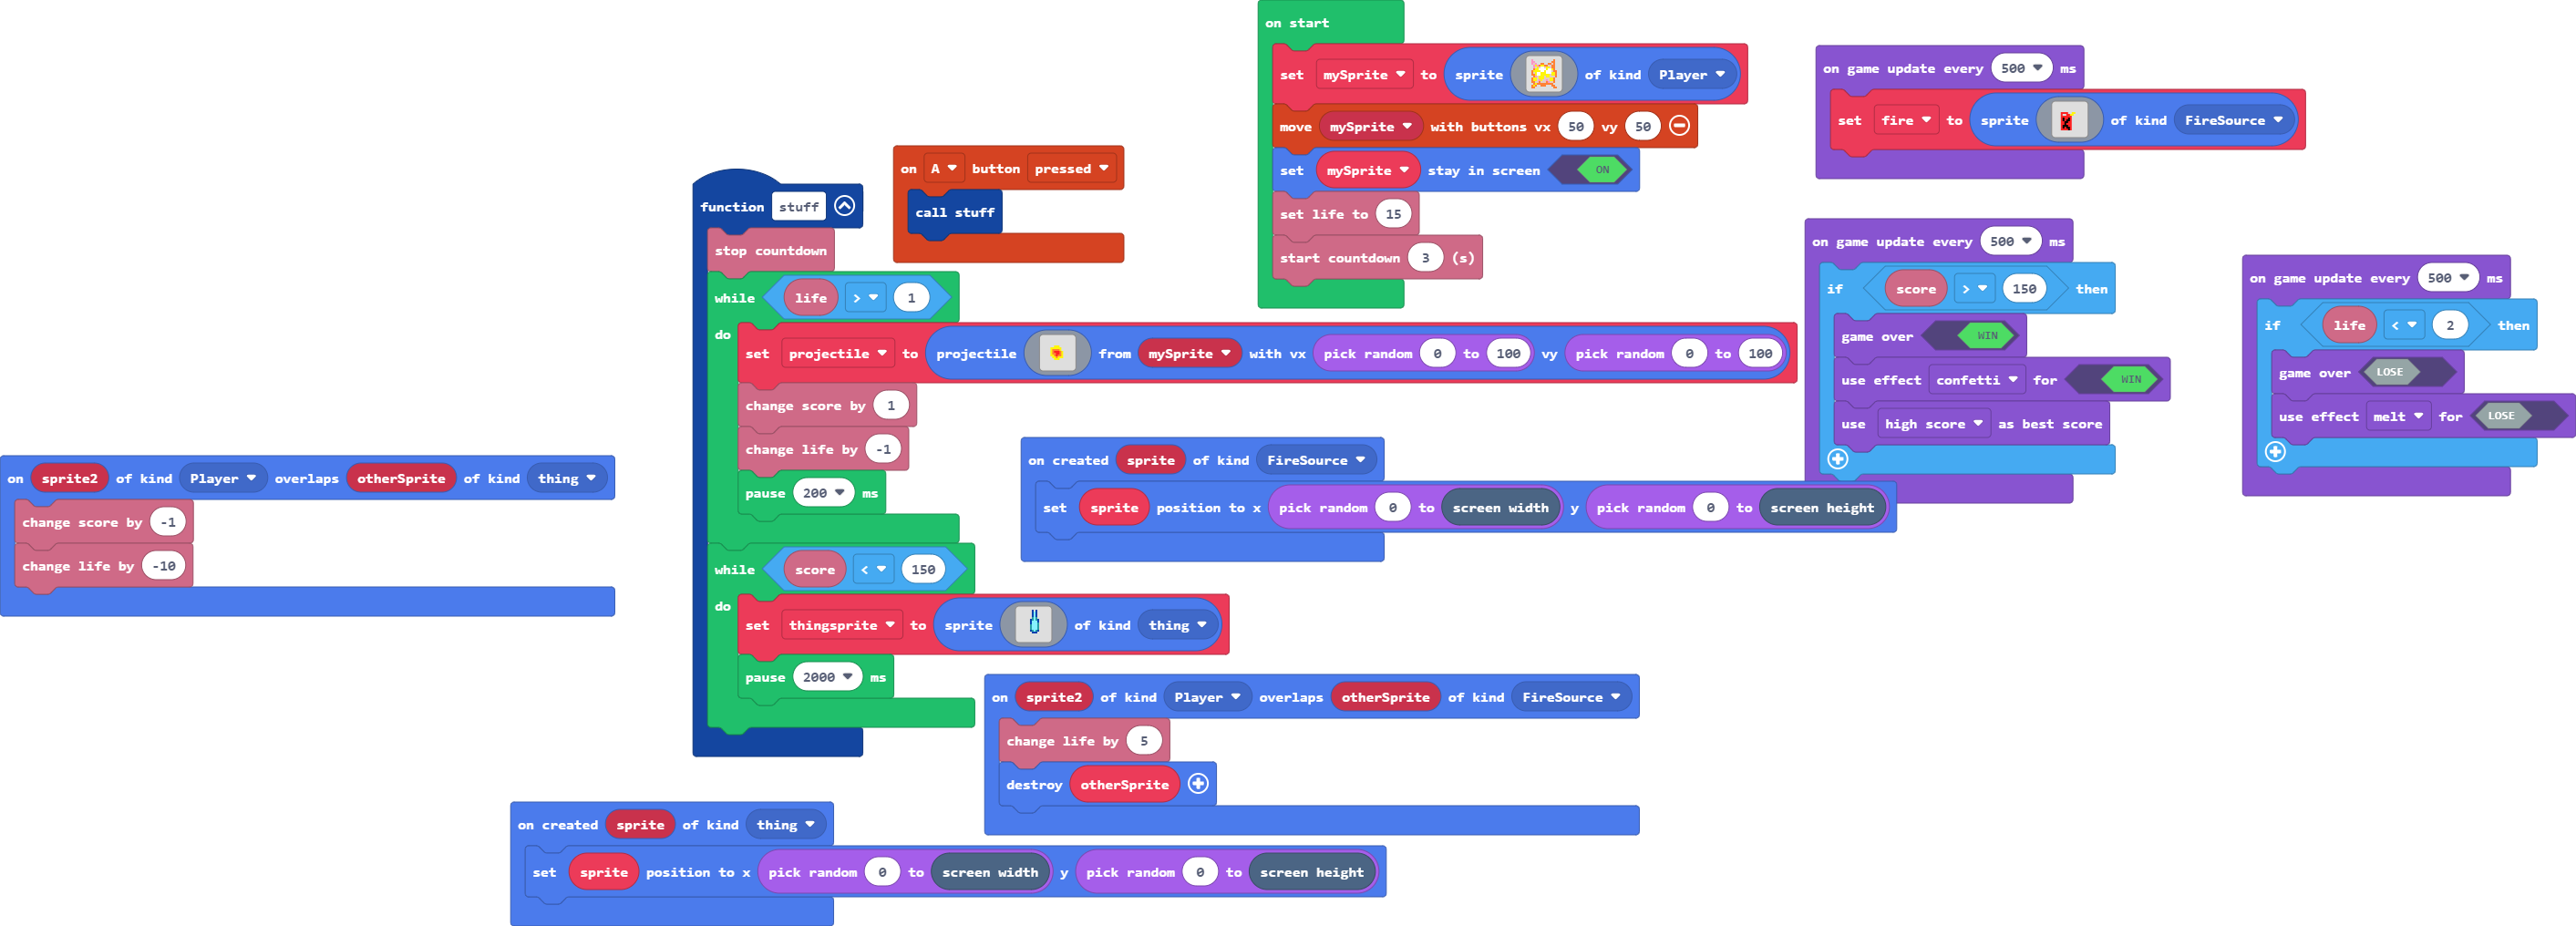 on start
set mySprite to sprite of kind Player
move mySprite with buttons vx 50 vy 50
set mySprite stay in screen ON
set life to 15
start countdown 3 (s)
on game update every 500 ms
set fire to sprite of kind FireSource
on A button pressed
call stuff
function stuff
stop countdown
while life > 1
do
set projectile to projectile from mySprite with vx pick random 0 to 100 vy pick random 0 to 100
change score by 1
change life by -1
pause 200 ms
while score < 150
do
set thingsprite to sprite of kind thing
pause 2000 ms
on game update every 500 ms
if score > 150 then
game over WIN
use effect confetti for WIN
use high score as best score
on game update every 500 ms
if life < 2 then
game over LOSE
use effect melt for LOSE
on sprite2 of kind Player overlaps otherSprite of kind thing
change score by -1
change life by -10
on created sprite of kind FireSource
set sprite position to x pick random 0 to screen width y pick random 0 to screen height
on sprite2 of kind Player overlaps otherSprite of kind FireSource
change life by 5
destroy otherSprite
on created sprite of kind thing
set sprite position to x pick random 0 to screen width y pick random 0 to screen height